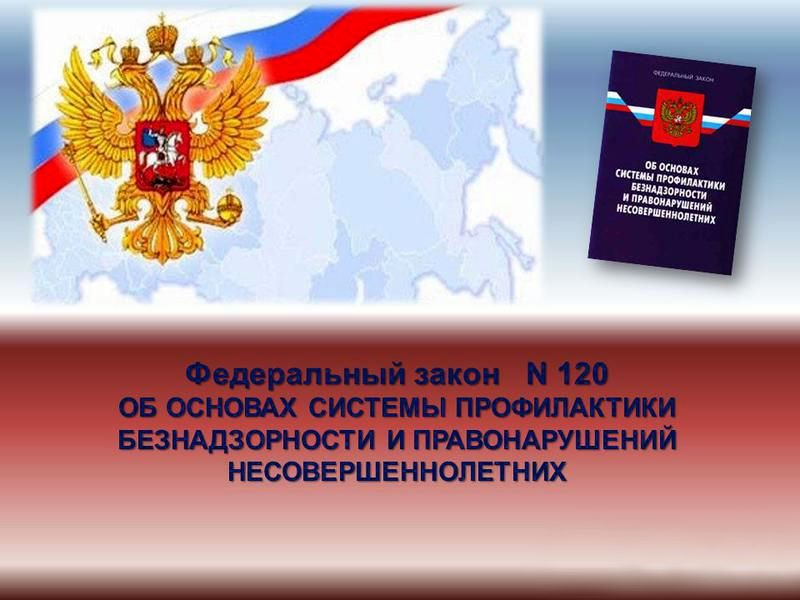 ФЕДЕРАЛЬНЫЙ ЗАКОН
ОБ ОСНОВАХ
СИСТЕМЫ ПРОФИЛАКТИКИ
БЕЗНАДЗОРНОСТИ
И ПРАВОНАРУШЕНИЙ
НЕСОВЕРШЕННОЛЕТНИХ
Федеральный закон N 120
ОБ ОСНОВАХ СИСТЕМЫ ПРОФИЛАКТИКИ
БЕЗНАДЗОРНОСТИ И ПРАВОНАРУШЕНИЙ
НЕСОВЕРШЕННОЛЕТНИХ